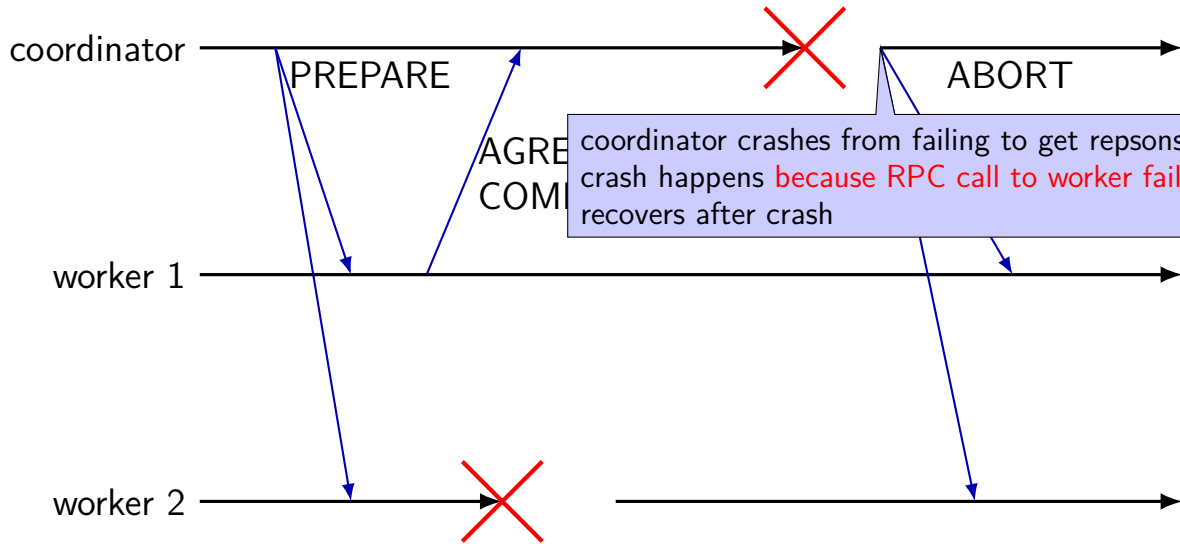 coordinator
PREPARE
ABORT
coordinator crashes from failing to get repsons
crash happens because RPC call to worker fail
recovers after crash
AGRE
COM
worker 1
worker 2